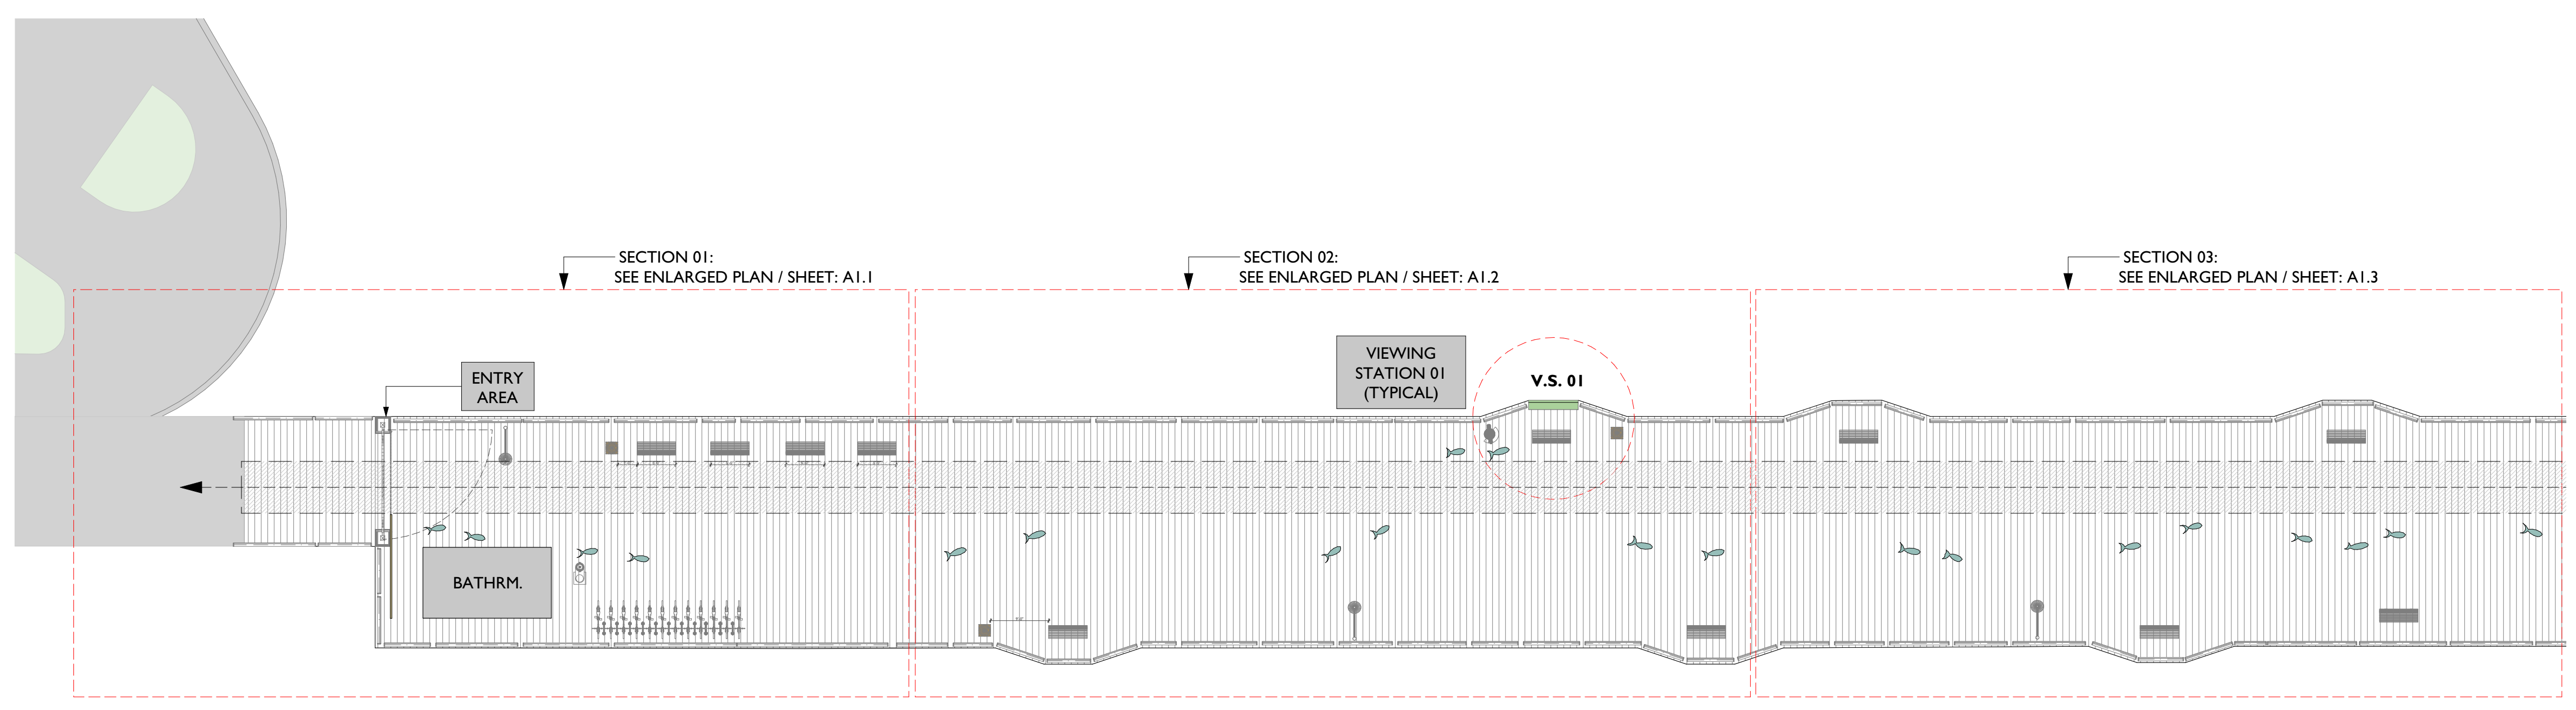 SECTION 01:
SEE ENLARGED PLAN / SHEET: A1.1
SECTION 02:
SEE ENLARGED PLAN / SHEET: A1.2
SECTION 03:
SEE ENLARGED PLAN / SHEET: A1.3
ENTRY
AREA
VIEWING
STATION 01
(TYPICAL)
V.S. 01
BATHRM.